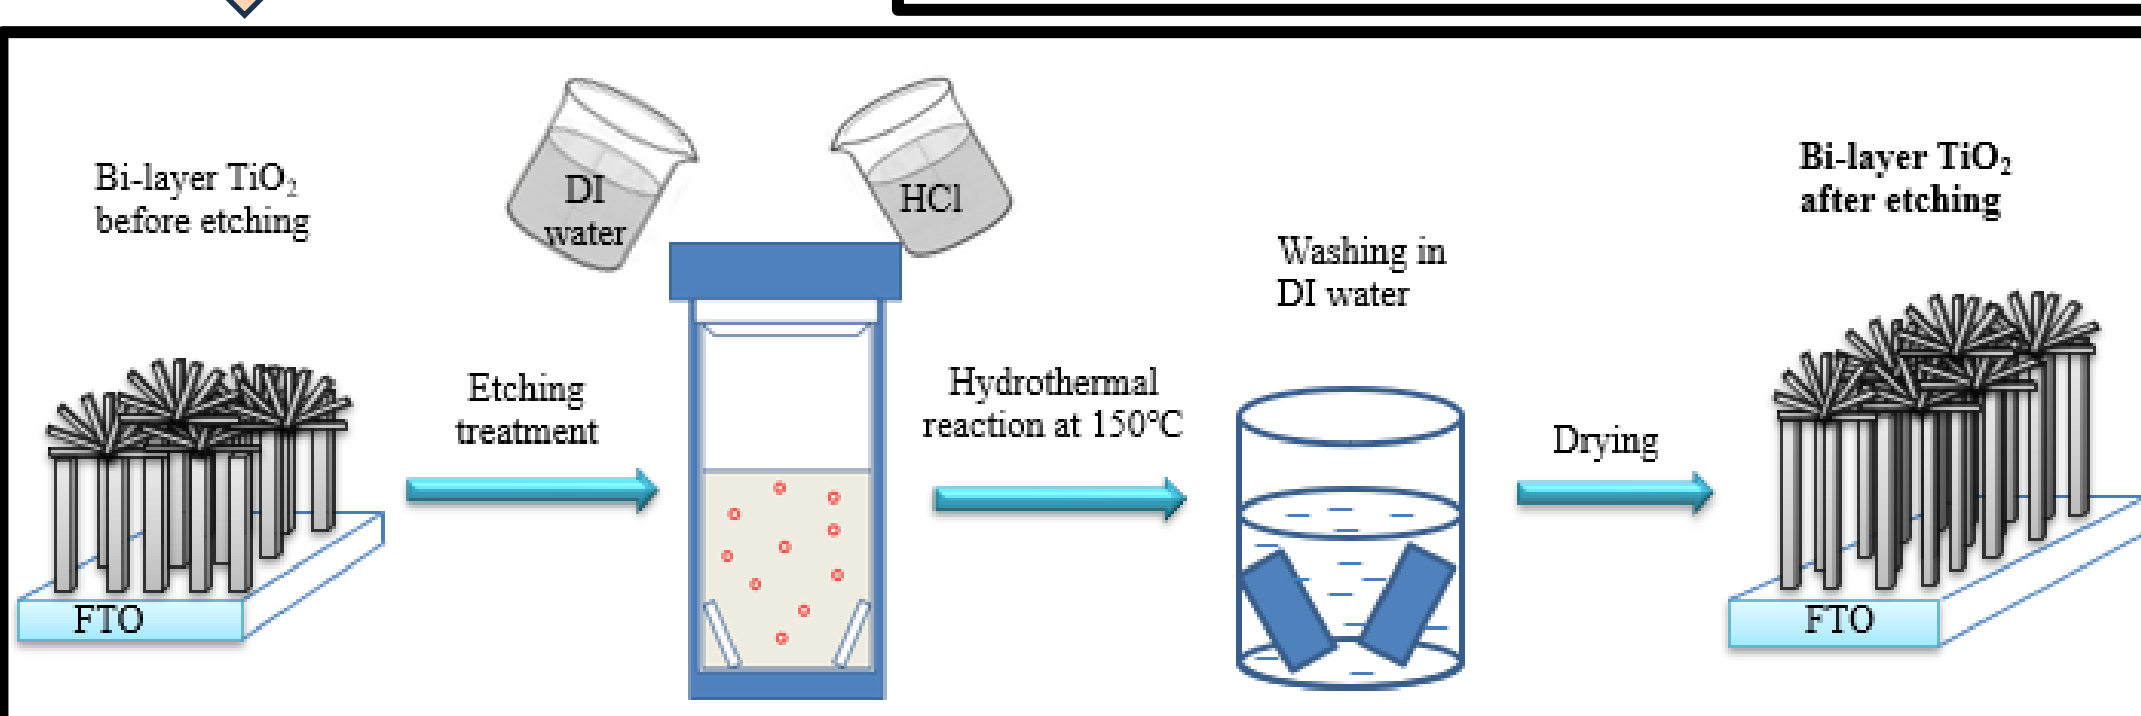 Bi-layer TiO₂
before etching
FTO
Etching
treatment
DI
water
HCl
Hydrothermal
reaction at 150°C
Washing in
DI water
Drying
Bi-layer TiO₂
after etching
FTO